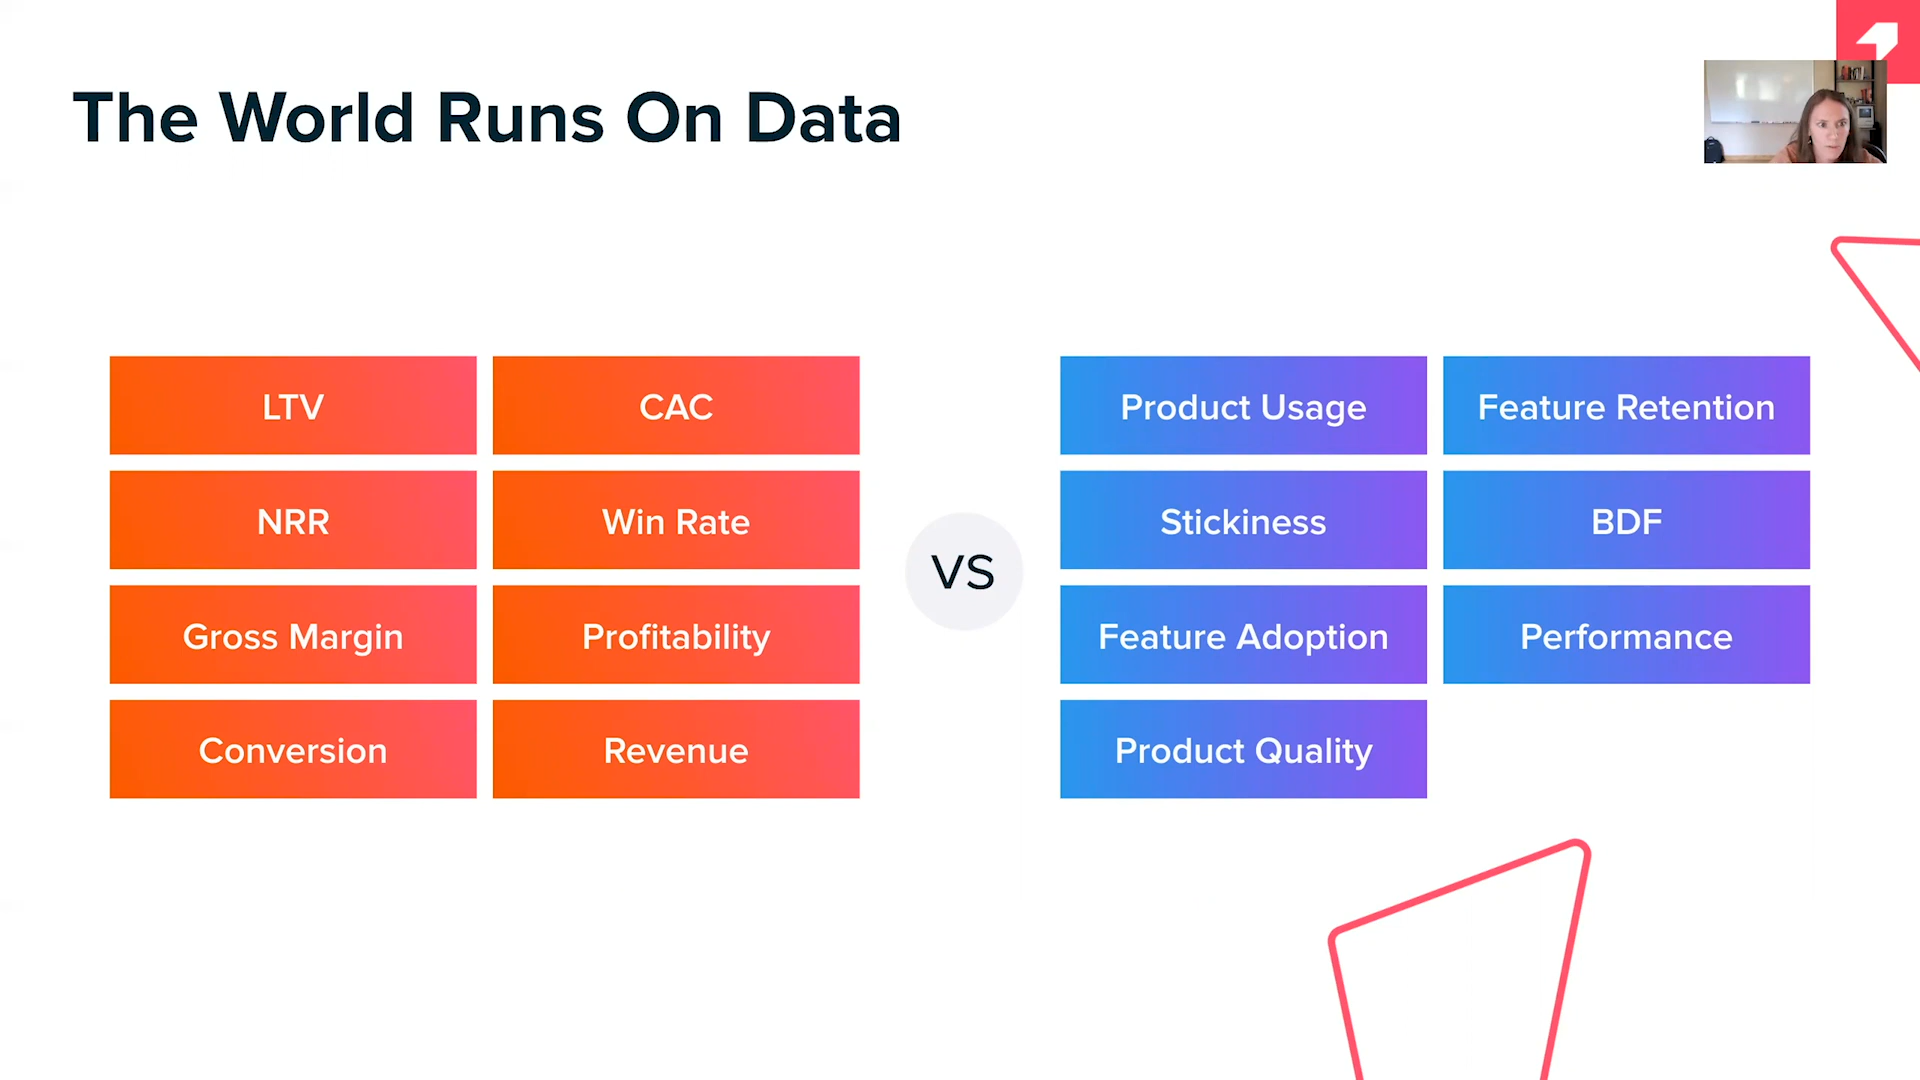 The World Runs On Data
LTV
CAC
NRR
Win Rate
Gross Margin
Profitability
Conversion
Revenue
VS
Product Usage
Feature Retention
Stickiness
BDF
Feature Adoption
Performance
Product Quality